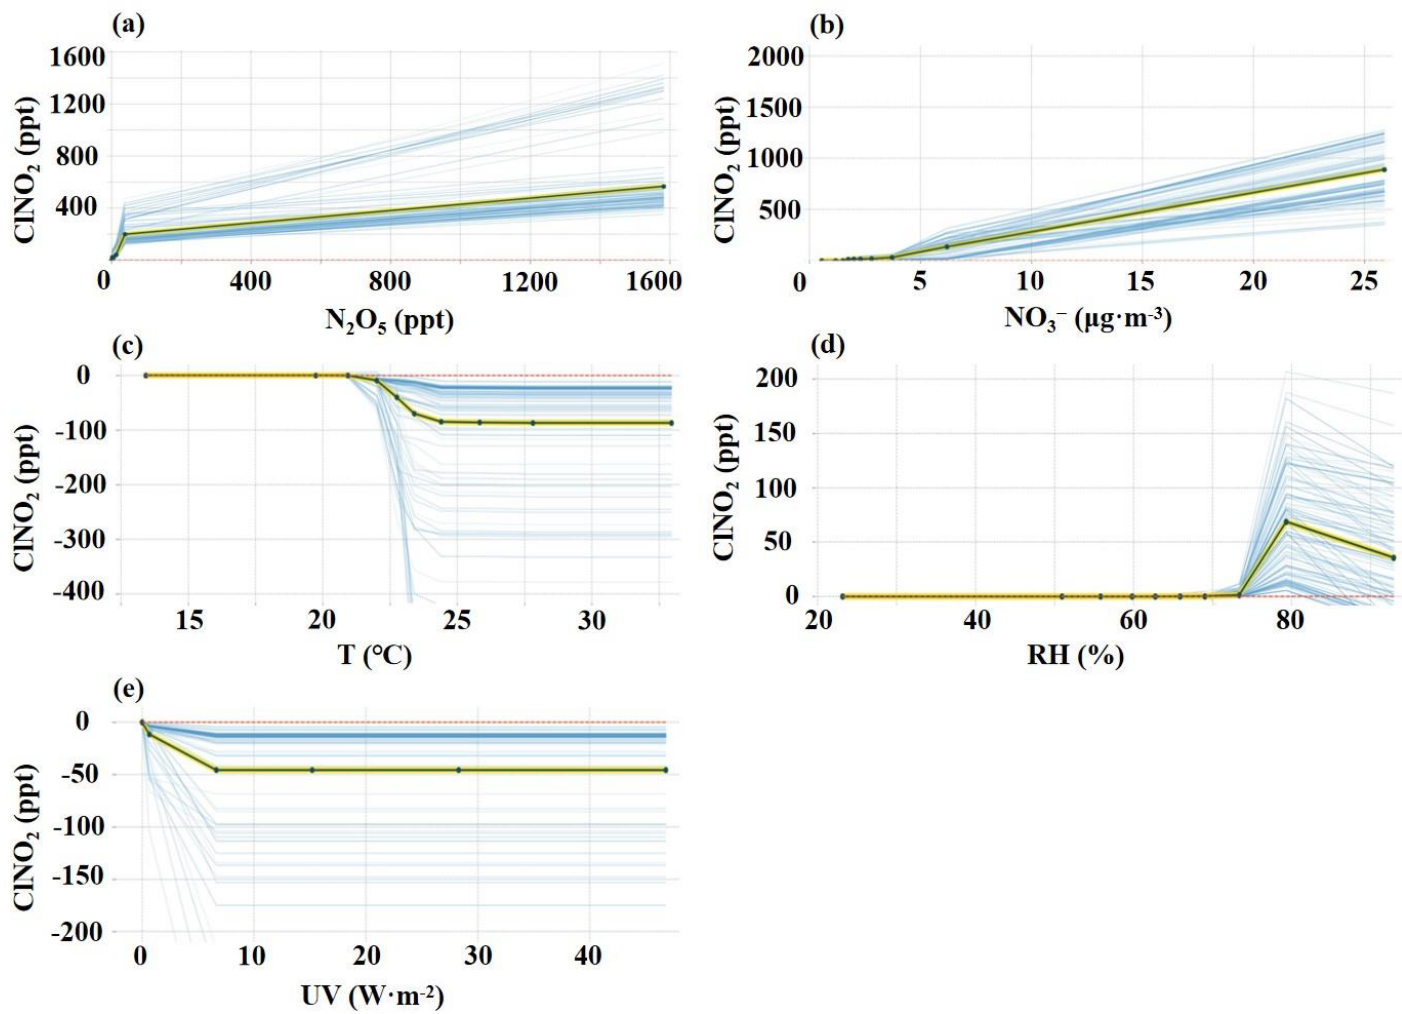 (a)
1600
1200
800
400
0
ClNO₂ (ppt)
0 400 800 1200 1600
N₂O₅ (ppt)
(b)
2000
1500
1000
500
0 5 10 15 20 25
ClNO₂ (ppt)
NO₃⁻ (μg·m⁻³)
(c)
0
-100
-200
-300
-400
ClNO₂ (ppt)
15 20 25 30
T (°C)
(d)
200
150
100
50
0
ClNO₂ (ppt)
20 40 60 80
RH (%)
(e)
0
-50
-100
-150
-200
ClNO₂ (ppt)
0 10 20 30 40
UV (W·m⁻²)